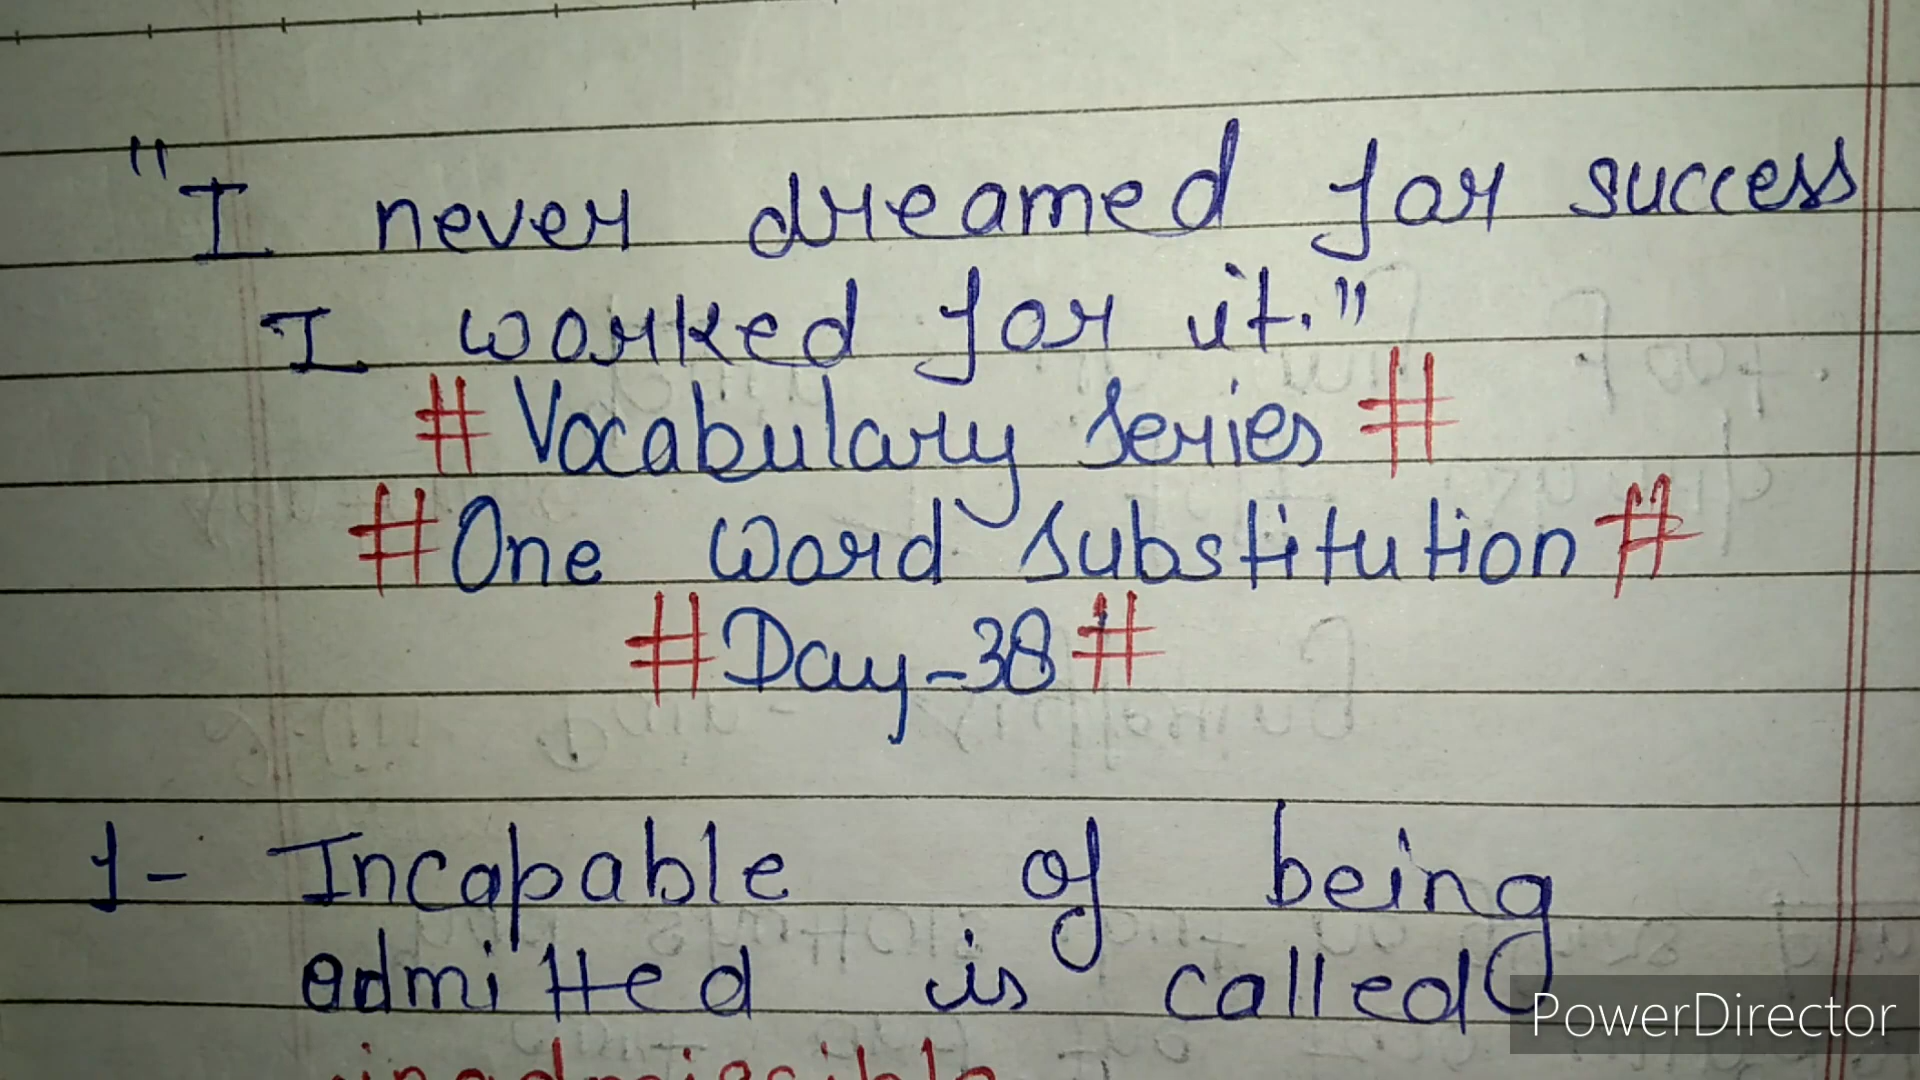 "I never dreamed for success
I worked for it."
# Vocabulary Series #
# One Word Substitution #
# Day-38 #
1- Incapable of being
admitted is called
inadmissible
PowerDirector